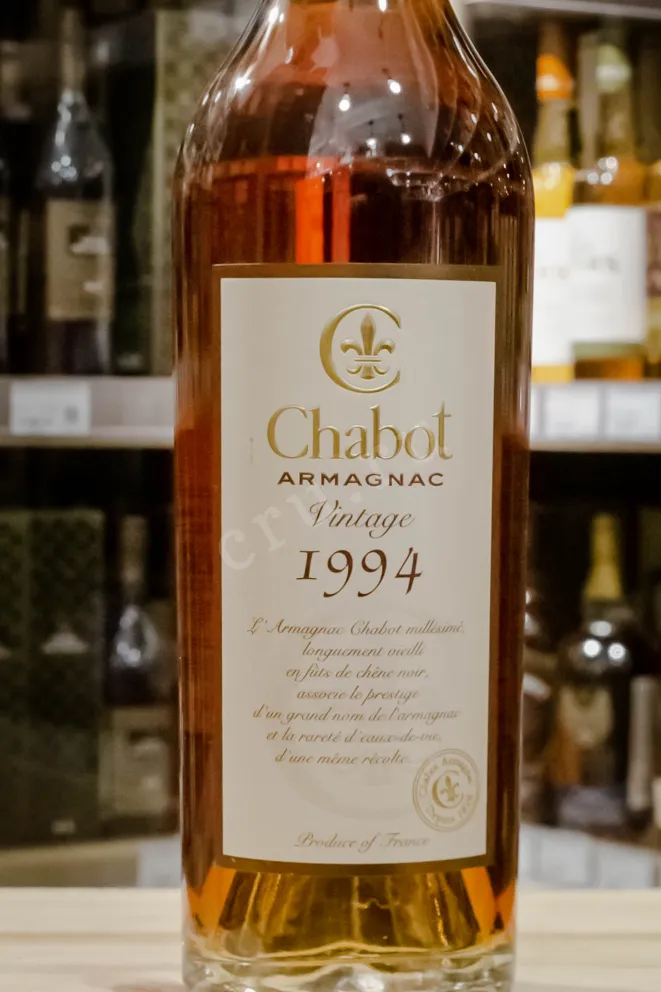 C
Chabot
ARMAGNAC
Vintage
1994
L'Armagnac Chabot millésimé,
longuement vieilli
en fûts de chêne noir,
associe le prestige
d'un grand nom de l'armagnac
et la rareté d'eaux-de-vie,
d'une même récolte.
Produce of France